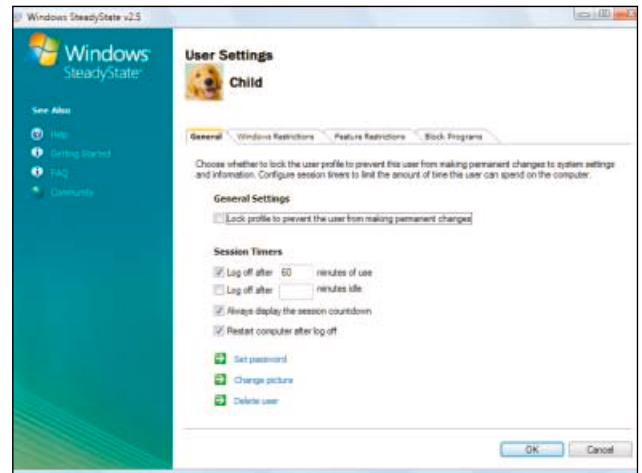 Windows SteadyState v2.5
Windows
SteadyState
See Also
Help
Getting Started
FAQ
Community
User Settings
Child
General
Windows Restrictions
Feature Restrictions
Block Programs
Choose whether to lock the user profile to prevent this user from making permanent changes to system settings
and information. Configure session timers to limit the amount of time this user can spend on the computer.
General Settings
Lock profile to prevent the user from making permanent changes
Session Timers
Log off after 60 minutes of use
Log off after minutes idle
Always display the session countdown
Restart computer after log off
Set password
Change picture
Delete user
OK
Cancel